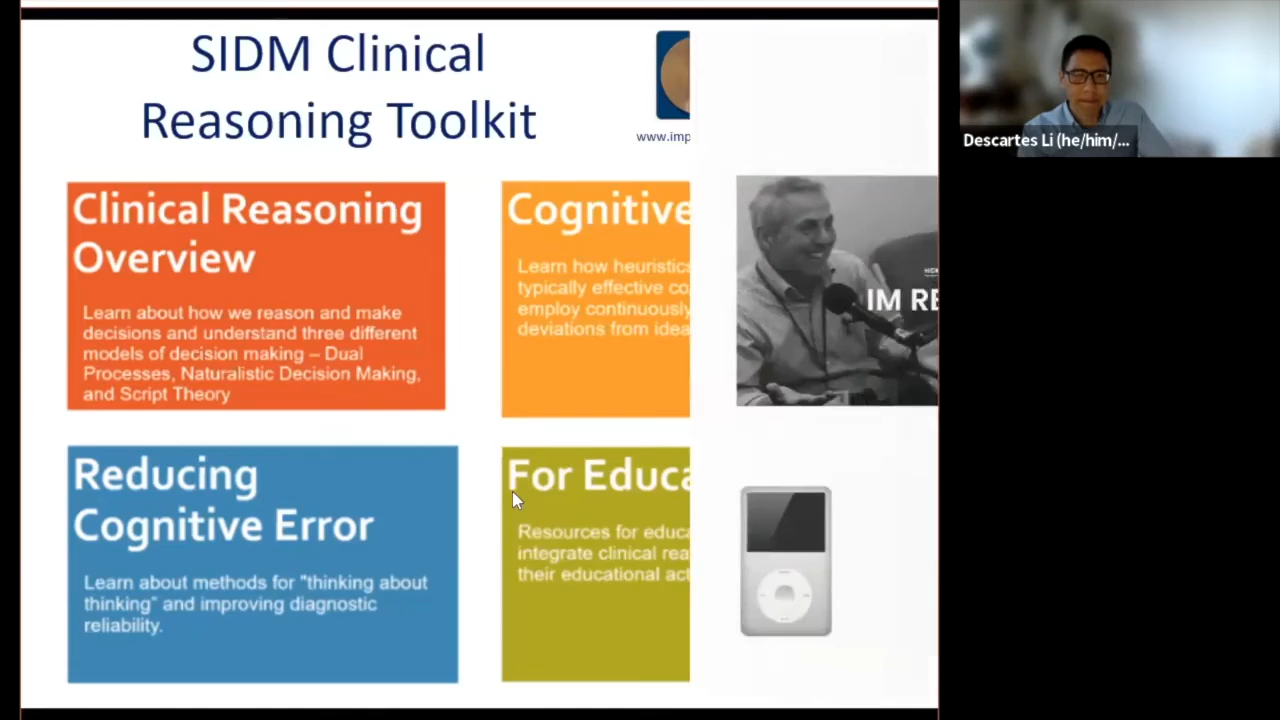 SIDM Clinical
Reasoning Toolkit
www.imp
Clinical Reasoning
Overview
Learn about how we reason and make
decisions and understand three different
models of decision making – Dual
Processes, Naturalistic Decision Making,
and Script Theory
Cognitive
Learn how heuristics
typically effective co
employ continuously
deviations from idea
IM RE
Reducing
Cognitive Error
Learn about methods for "thinking about
thinking" and improving diagnostic
reliability.
For Educa
Resources for educa
integrate clinical rea
their educational act
Descartes Li (he/him/...